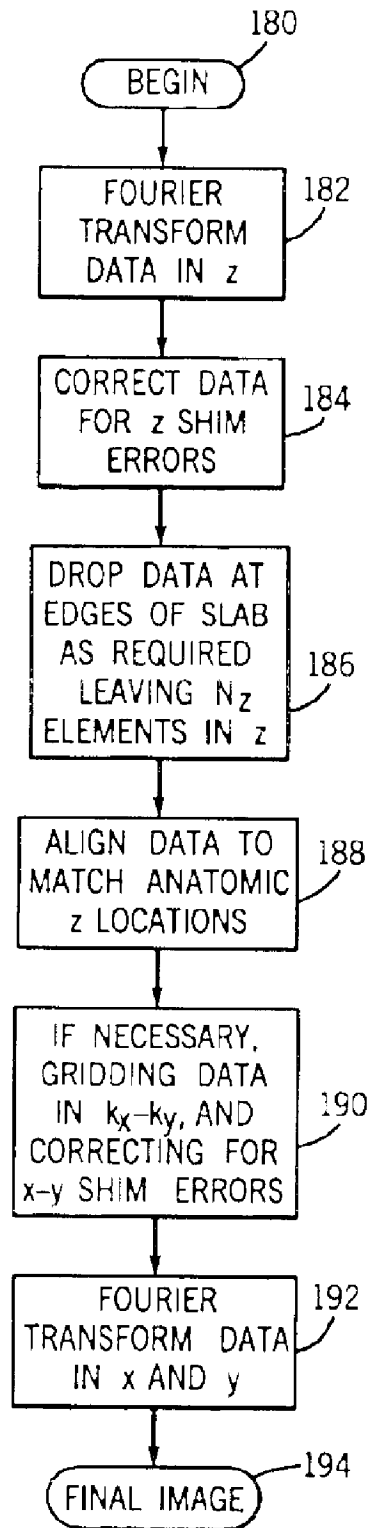 180
BEGIN
FOURIER
TRANSFORM
DATA IN z
182
CORRECT DATA
FOR z SHIM
ERRORS
184
DROP DATA AT
EDGES OF SLAB
AS REQUIRED
LEAVING Nz
ELEMENTS IN z
186
ALIGN DATA TO
MATCH ANATOMIC
z LOCATIONS
188
IF NECESSARY,
GRIDDING DATA
IN kx-ky, AND
CORRECTING FOR
x-y SHIM ERRORS
190
FOURIER
TRANSFORM DATA
IN x AND y
192
194
FINAL IMAGE